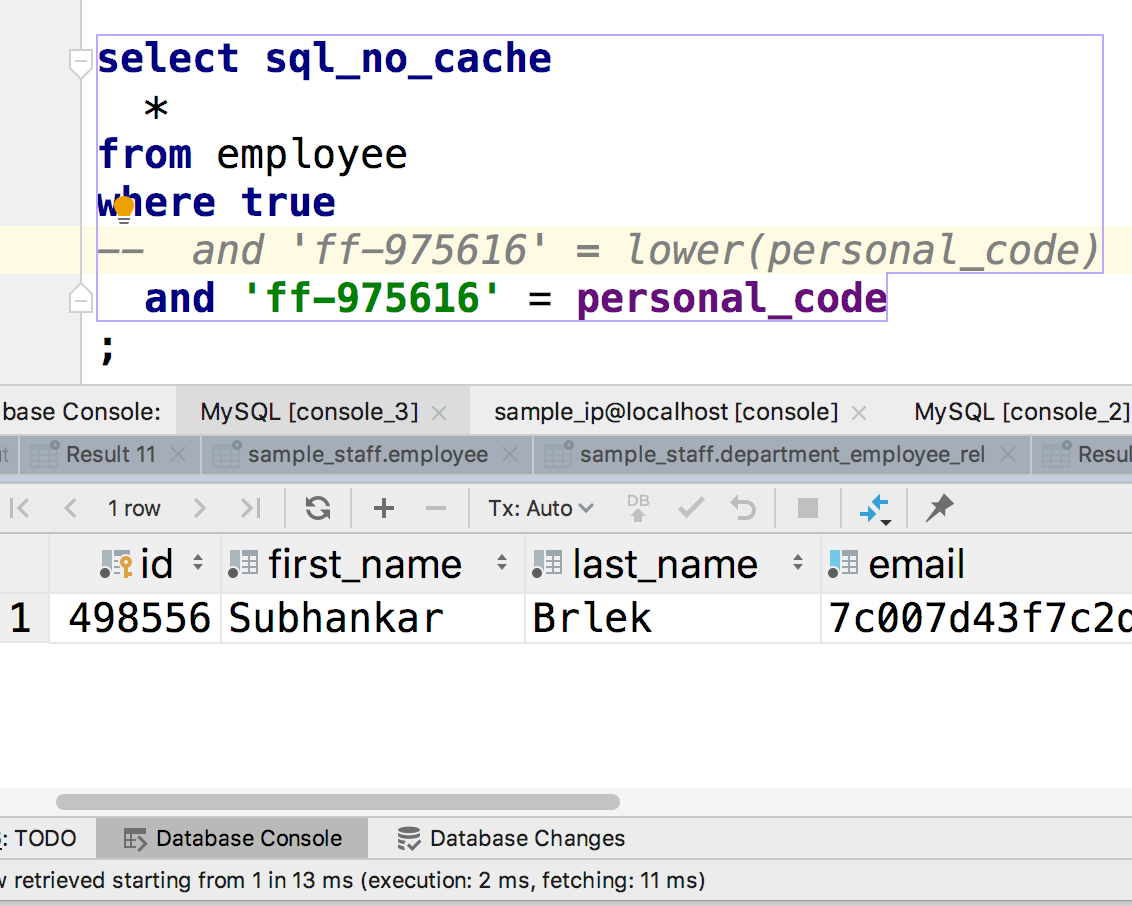 select sql_no_cache
*
from employee
where true
--  and 'ff-975616' = lower(personal_code)
and 'ff-975616' = personal_code
;
base Console: MySQL [console_3] sample_ip@localhost [console] MySQL [console_2]
Result 11 sample_staff.employee sample_staff.department_employee_rel Resul
1 row Tx: Auto DB
id first_name last_name email
1 498556 Subhankar Brlek 7c007d43f7c2d
: TODO Database Console Database Changes
w retrieved starting from 1 in 13 ms (execution: 2 ms, fetching: 11 ms)